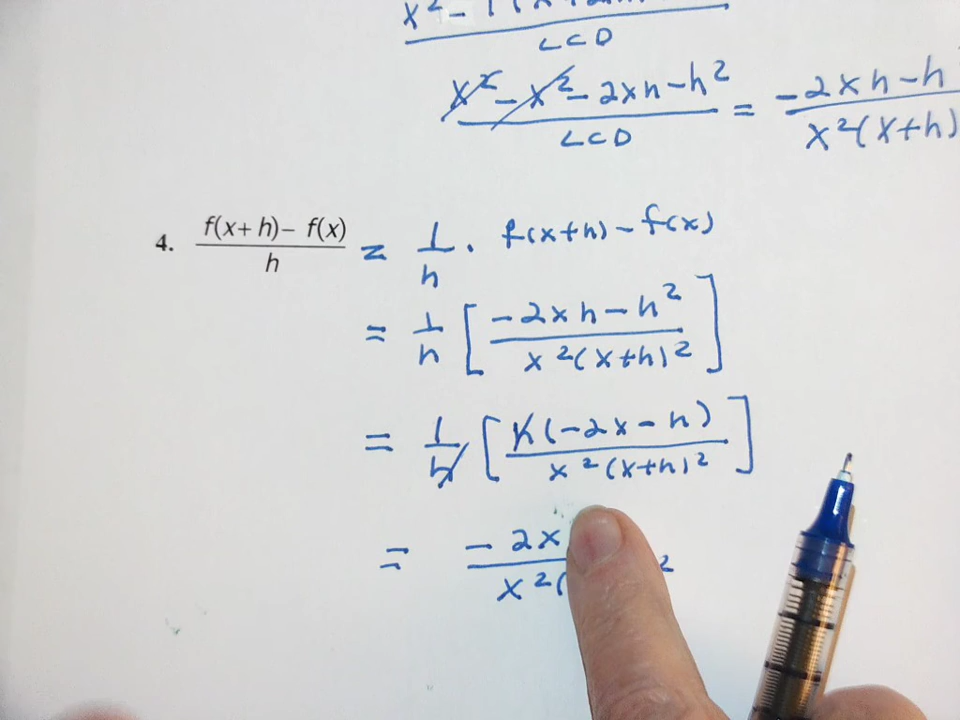 x² -
LCD
x² - x² - 2xh - h² / LCD = -2xh - h / x²(x+h)
4. f(x+h) - f(x) / h = 1/h · f(x+h) - f(x)
= 1/h [ -2xh - h² / x²(x+h)² ]
= 1/h [ h(-2x - h) / x²(x+h)² ]
= -2x / x²( ²